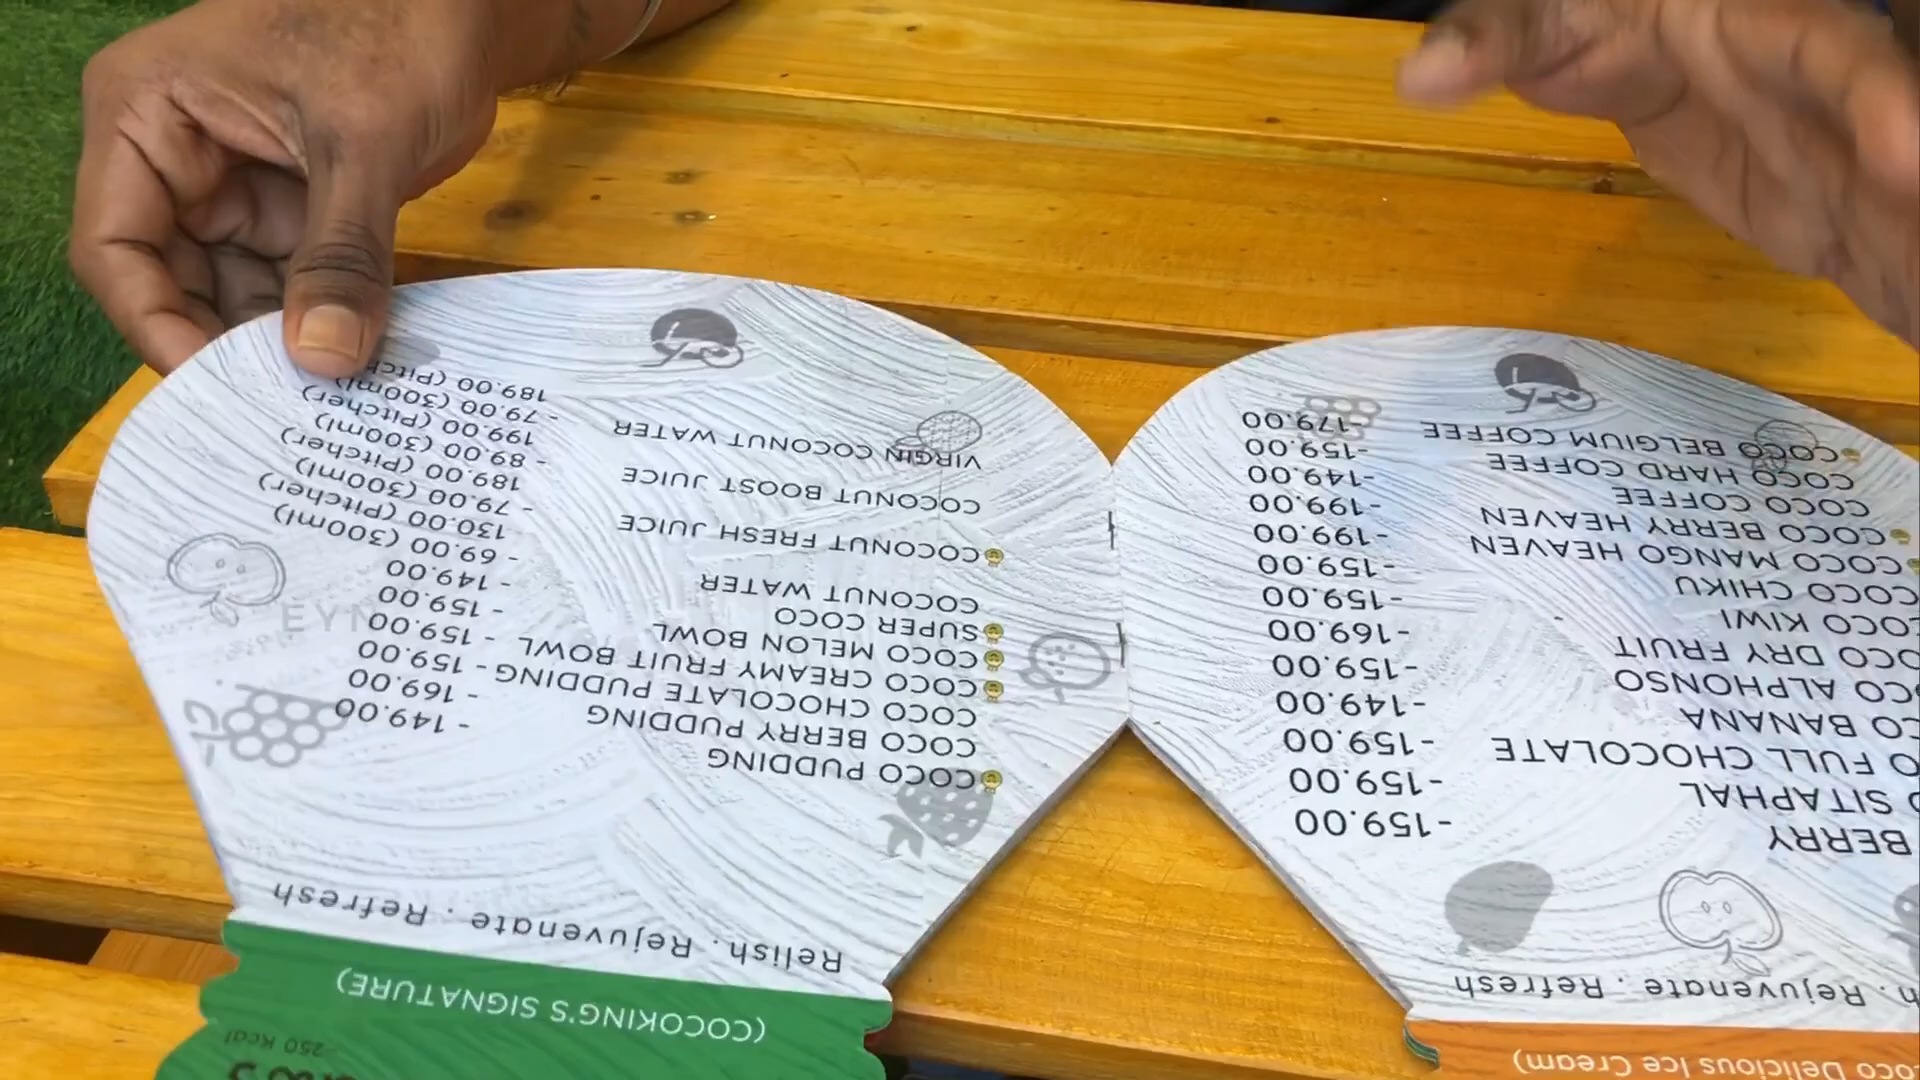 Delicious Ice Cream)
. Rejuvenate . Refresh
BERRY -159.00
SITAPHAL -159.00
FULL CHOCOLATE -159.00
BANANA -149.00
ALPHONSO -159.00
COCO DRY FRUIT -169.00
COCO KIWI -159.00
COCO CHIKU -159.00
COCO MANGO HEAVEN -199.00
COCO BERRY HEAVEN -199.00
COCO COFFEE -149.00
COCO HARD COFFEE -159.00
COCO BELGIUM COFFEE -179.00
-250 Kcal
(COCOKING'S SIGNATURE)
Relish . Rejuvenate . Refresh
COCO PUDDING - 149.00
COCO BERRY PUDDING - 169.00
COCO CHOCOLATE PUDDING - 159.00
COCO CREAMY FRUIT BOWL - 159.00
COCO MELON BOWL - 159.00
SUPER COCO - 149.00
COCONUT WATER - 69.00 (300ml)
130.00 (Pitcher)
COCONUT FRESH JUICE - 79.00 (300ml)
189.00 (Pitcher)
COCONUT BOOST JUICE - 89.00 (300ml)
199.00 (Pitcher)
VIRGIN COCONUT WATER - 79.00 (300ml)
189.00